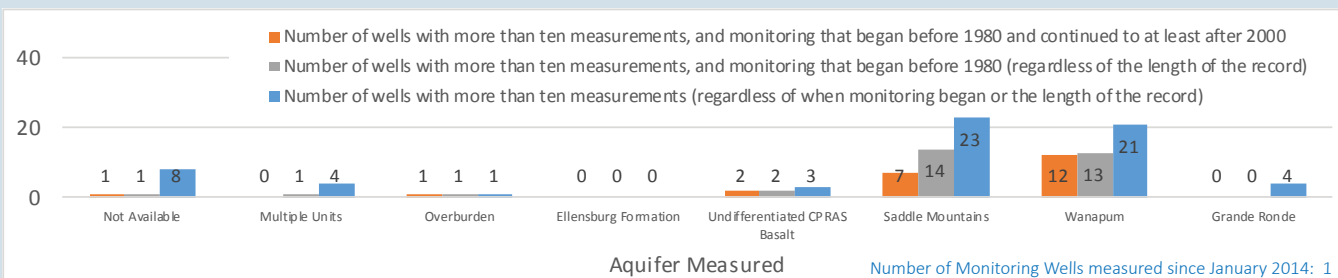 Number of wells with more than ten measurements, and monitoring that began before 1980 and continued to at least after 2000
Number of wells with more than ten measurements, and monitoring that began before 1980 (regardless of the length of the record)
Number of wells with more than ten measurements (regardless of when monitoring began or the length of the record)
40
20
0
1 1 8 0 1 4 1 1 1 0 0 0 2 2 3 7 14 23 12 13 21 0 0 4
Not Available Multiple Units Overburden Ellensburg Formation Undifferentiated CPRAS Saddle Mountains Wanapum Grande Ronde
Basalt
Aquifer Measured
Number of Monitoring Wells measured since January 2014: 1